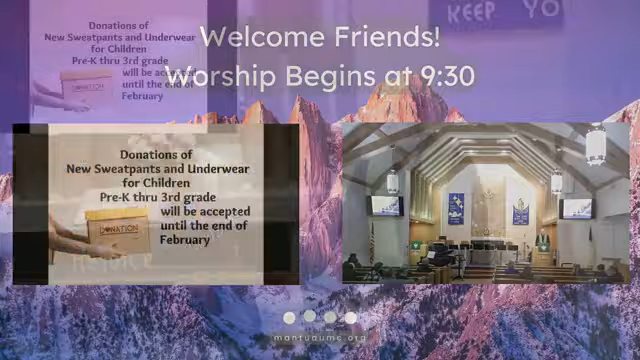 Donations of
New Sweatpants and Underwear
for Children
Pre-K thru 3rd grade
will be accepted
until the end of
February
KEEP YO
Welcome Friends!
Worship Begins at 9:30
Donations of
New Sweatpants and Underwear
for Children
Pre-K thru 3rd grade
will be accepted
until the end of
February
DONATION
mantuaumc.org